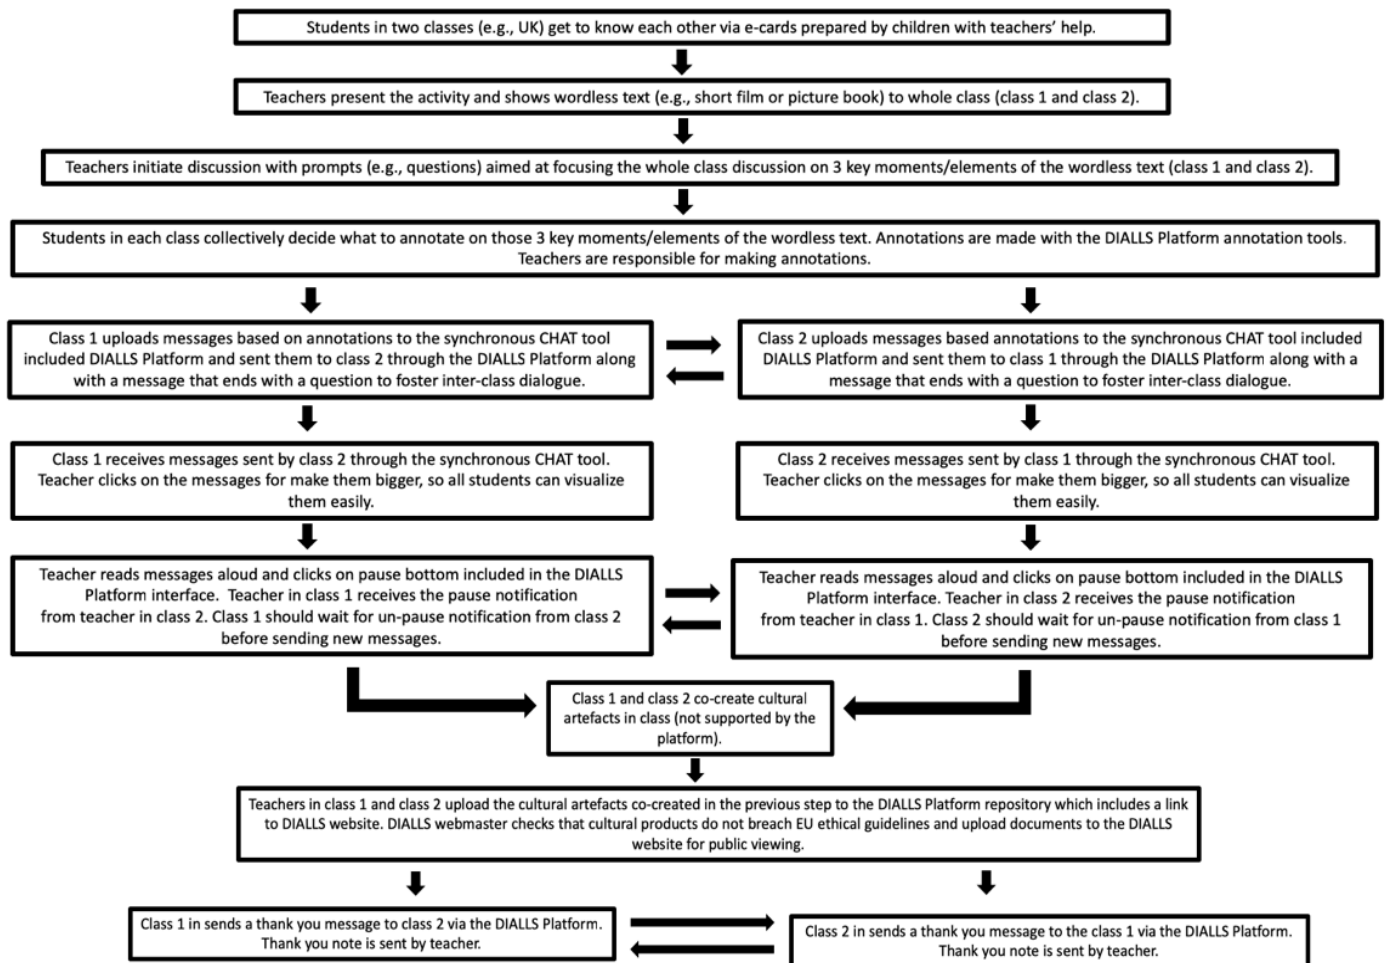 Students in two classes (e.g., UK) get to know each other via e-cards prepared by children with teachers' help.
Teachers present the activity and shows wordless text (e.g., short film or picture book) to whole class (class 1 and class 2).
Teachers initiate discussion with prompts (e.g., questions) aimed at focusing the whole class discussion on 3 key moments/elements of the wordless text (class 1 and class 2).
Students in each class collectively decide what to annotate on those 3 key moments/elements of the wordless text. Annotations are made with the DIALLS Platform annotation tools.
Teachers are responsible for making annotations.
Class 1 uploads messages based on annotations to the synchronous CHAT tool
included DIALLS Platform and sent them to class 2 through the DIALLS Platform along
with a message that ends with a question to foster inter-class dialogue.
Class 2 uploads messages based annotations to the synchronous CHAT tool included
DIALLS Platform and sent them to class 1 through the DIALLS Platform along with a
message that ends with a question to foster inter-class dialogue.
Class 1 receives messages sent by class 2 through the synchronous CHAT tool.
Teacher clicks on the messages for make them bigger, so all students can visualize
them easily.
Class 2 receives messages sent by class 1 through the synchronous CHAT tool.
Teacher clicks on the messages for make them bigger, so all students can visualize
them easily.
Teacher reads messages aloud and clicks on pause bottom included in the DIALLS
Platform interface. Teacher in class 1 receives the pause notification
from teacher in class 2. Class 1 should wait for un-pause notification from class 2
before sending new messages.
Teacher reads messages aloud and clicks on pause bottom included in the DIALLS
Platform interface. Teacher in class 2 receives the pause notification
from teacher in class 1. Class 2 should wait for un-pause notification from class 1
before sending new messages.
Class 1 and class 2 co-create cultural
artefacts in class (not supported by the
platform).
Teachers in class 1 and class 2 upload the cultural artefacts co-created in the previous step to the DIALLS Platform repository which includes a link
to DIALLS website. DIALLS webmaster checks that cultural products do not breach EU ethical guidelines and upload documents to the DIALLS
website for public viewing.
Class 1 in sends a thank you message to class 2 via the DIALLS Platform.
Thank you note is sent by teacher.
Class 2 in sends a thank you message to the class 1 via the DIALLS Platform.
Thank you note is sent by teacher.